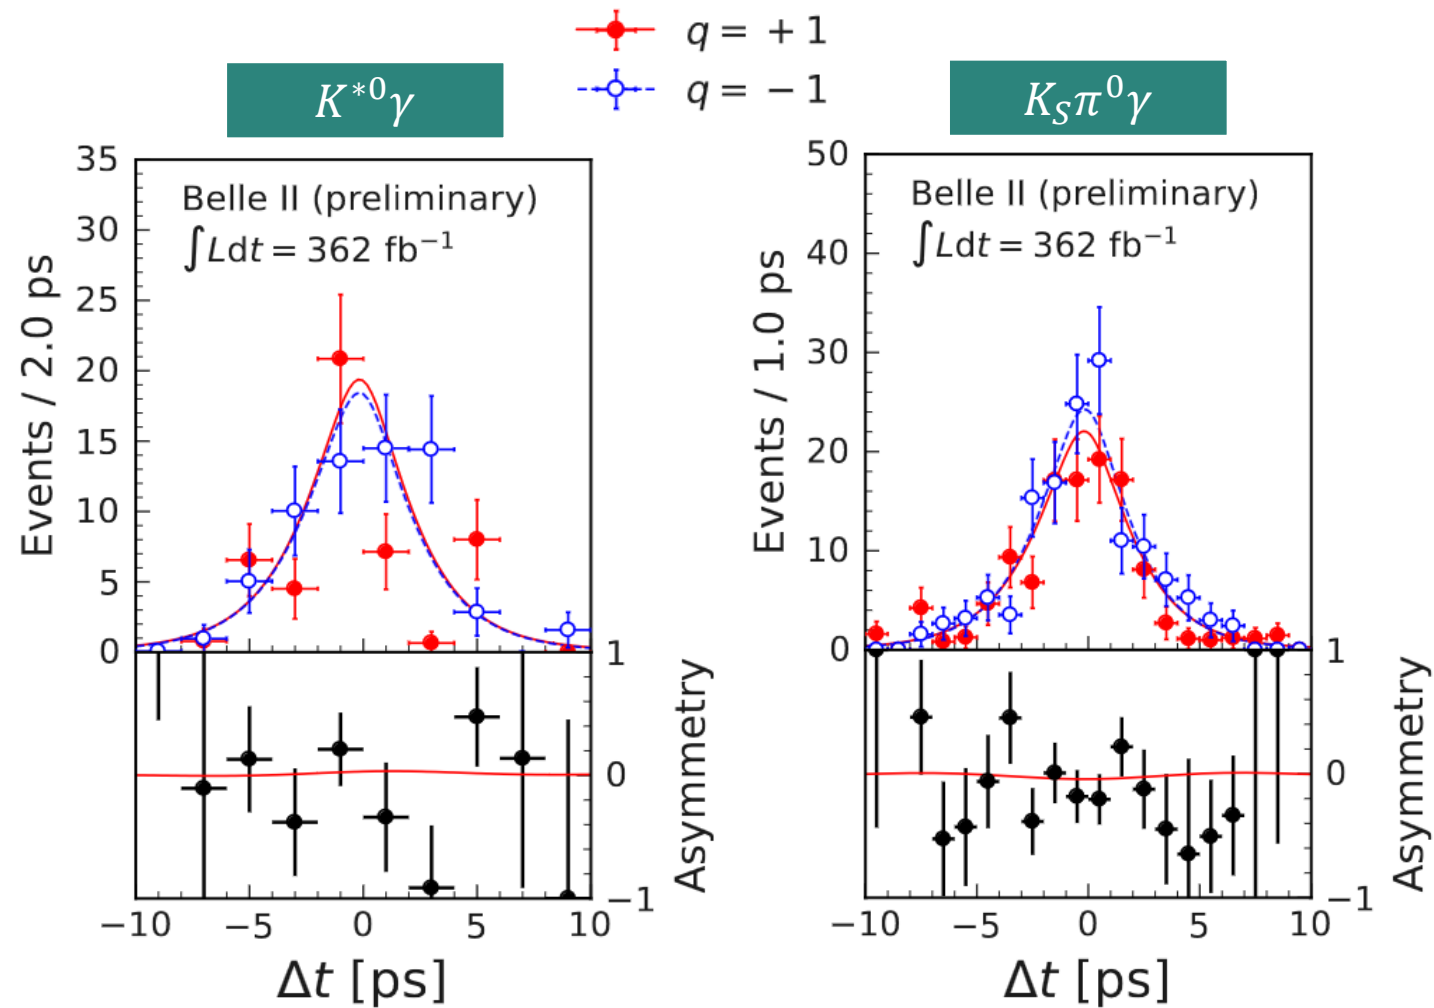 q = +1
q = −1
K*⁰γ
K_Sπ⁰γ
Belle II (preliminary)
∫Ldt = 362 fb⁻¹
Events / 2.0 ps
35
30
25
20
15
10
5
0
Asymmetry
1
0
−1
−10 −5 0 5 10
Δt [ps]
Belle II (preliminary)
∫Ldt = 362 fb⁻¹
Events / 1.0 ps
50
40
30
20
10
0
Asymmetry
1
0
−1
−10 −5 0 5 10
Δt [ps]